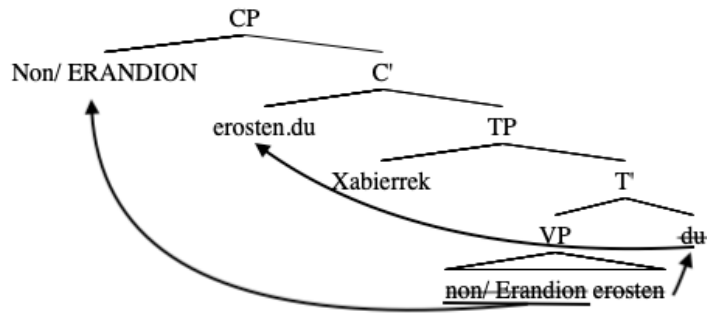 CP
Non/ ERANDION
C'
erosten.du
TP
Xabierrek
T'
VP
du
non/ Erandion erosten